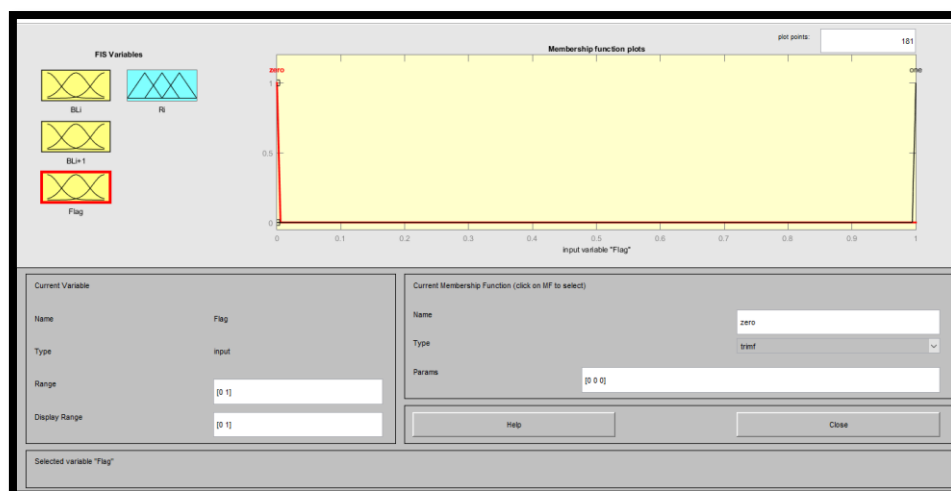 FIS Variables
Membership function plots
plot points:
181
BLi
Ri
BLi+1
Flag
zero
one
1
0.5
0
0
0.1
0.2
0.3
0.4
0.5
0.6
0.7
0.8
0.9
1
input variable "Flag"
Current Variable
Name
Flag
Type
input
Range
[0 1]
Display Range
[0 1]
Current Membership Function (click on MF to select)
Name
zero
Type
trimf
Params
[0 0 0]
Help
Close
Selected variable "Flag"